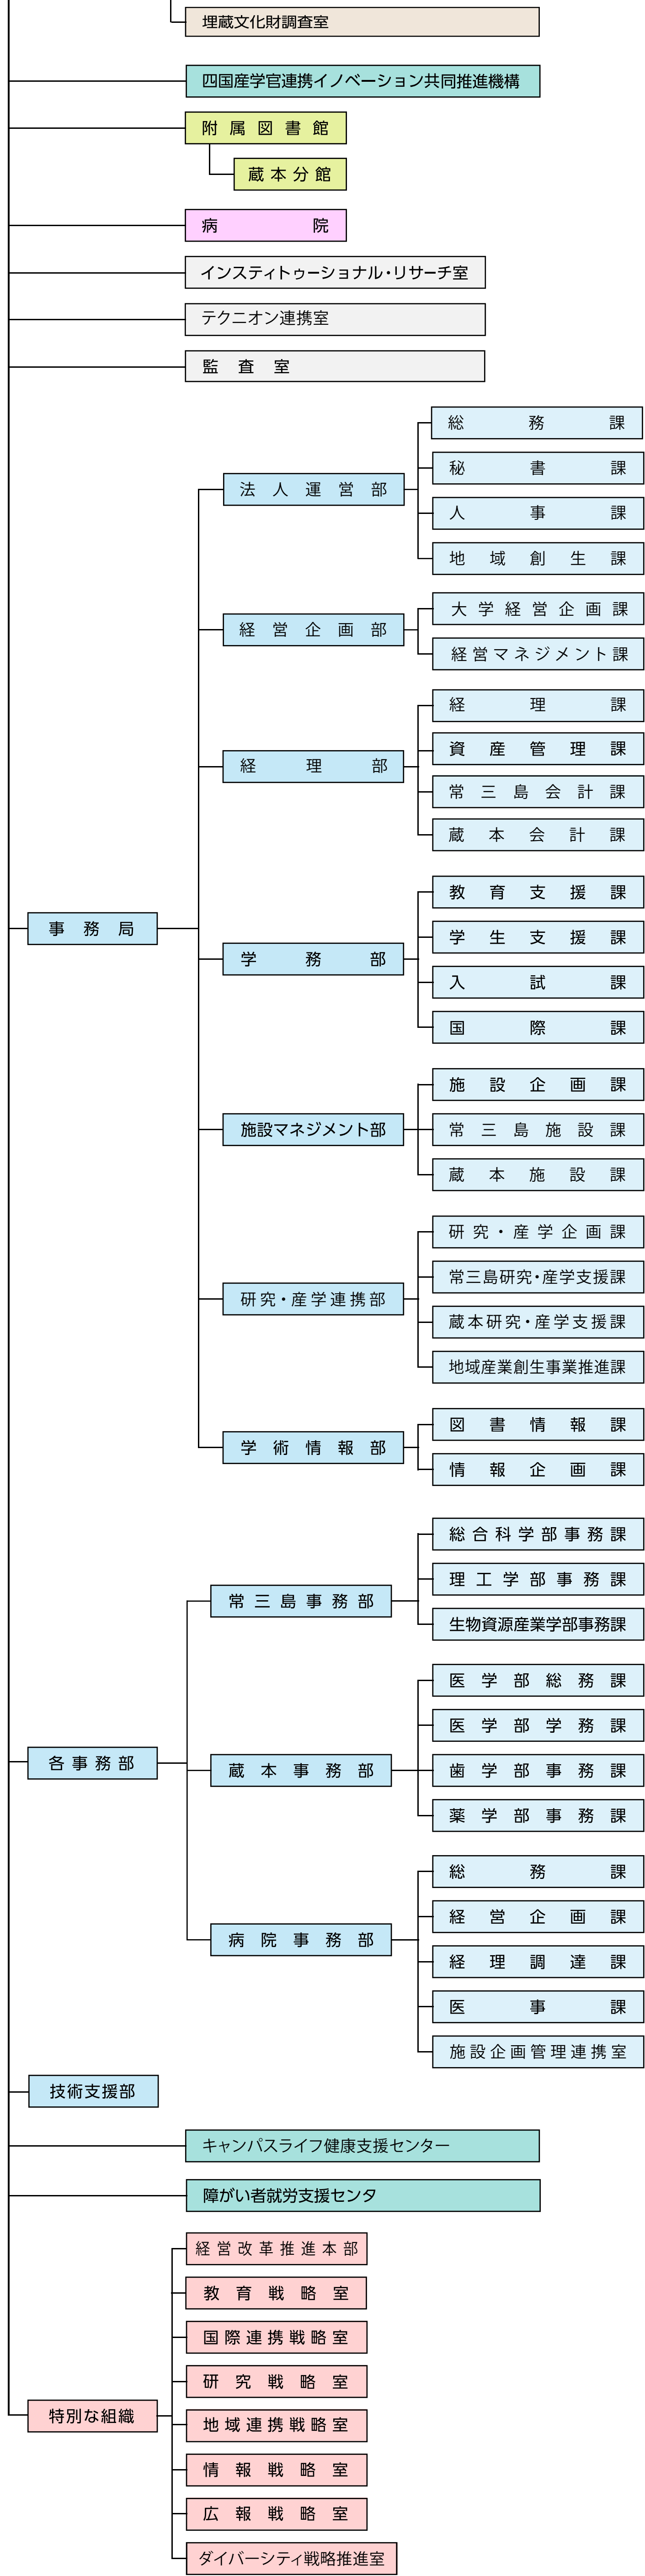 埋蔵文化財調査室
四国産学官連携イノベーション共同推進機構
附属図書館
蔵本分館
病院
インスティトゥーショナル・リサーチ室
テクニオン連携室
監査室
事務局
法人運営部
総務課
秘書課
人事課
地域創生課
経営企画部
大学経営企画課
経営マネジメント課
経理部
経理課
資産管理課
常三島会計課
蔵本会計課
学務部
教育支援課
学生支援課
入試課
国際課
施設マネジメント部
施設企画課
常三島施設課
蔵本施設課
研究・産学連携部
研究・産学企画課
常三島研究・産学支援課
蔵本研究・産学支援課
地域産業創生事業推進課
学術情報部
図書情報課
情報企画課
各事務部
常三島事務部
総合科学部事務課
理工学部事務課
生物資源産業学部事務課
蔵本事務部
医学部総務課
医学部学務課
歯学部事務課
薬学部事務課
病院事務部
総務課
経営企画課
経理調達課
医事課
施設企画管理連携室
技術支援部
キャンパスライフ健康支援センター
障がい者就労支援センタ
特別な組織
経営改革推進本部
教育戦略室
国際連携戦略室
研究戦略室
地域連携戦略室
情報戦略室
広報戦略室
ダイバーシティ戦略推進室